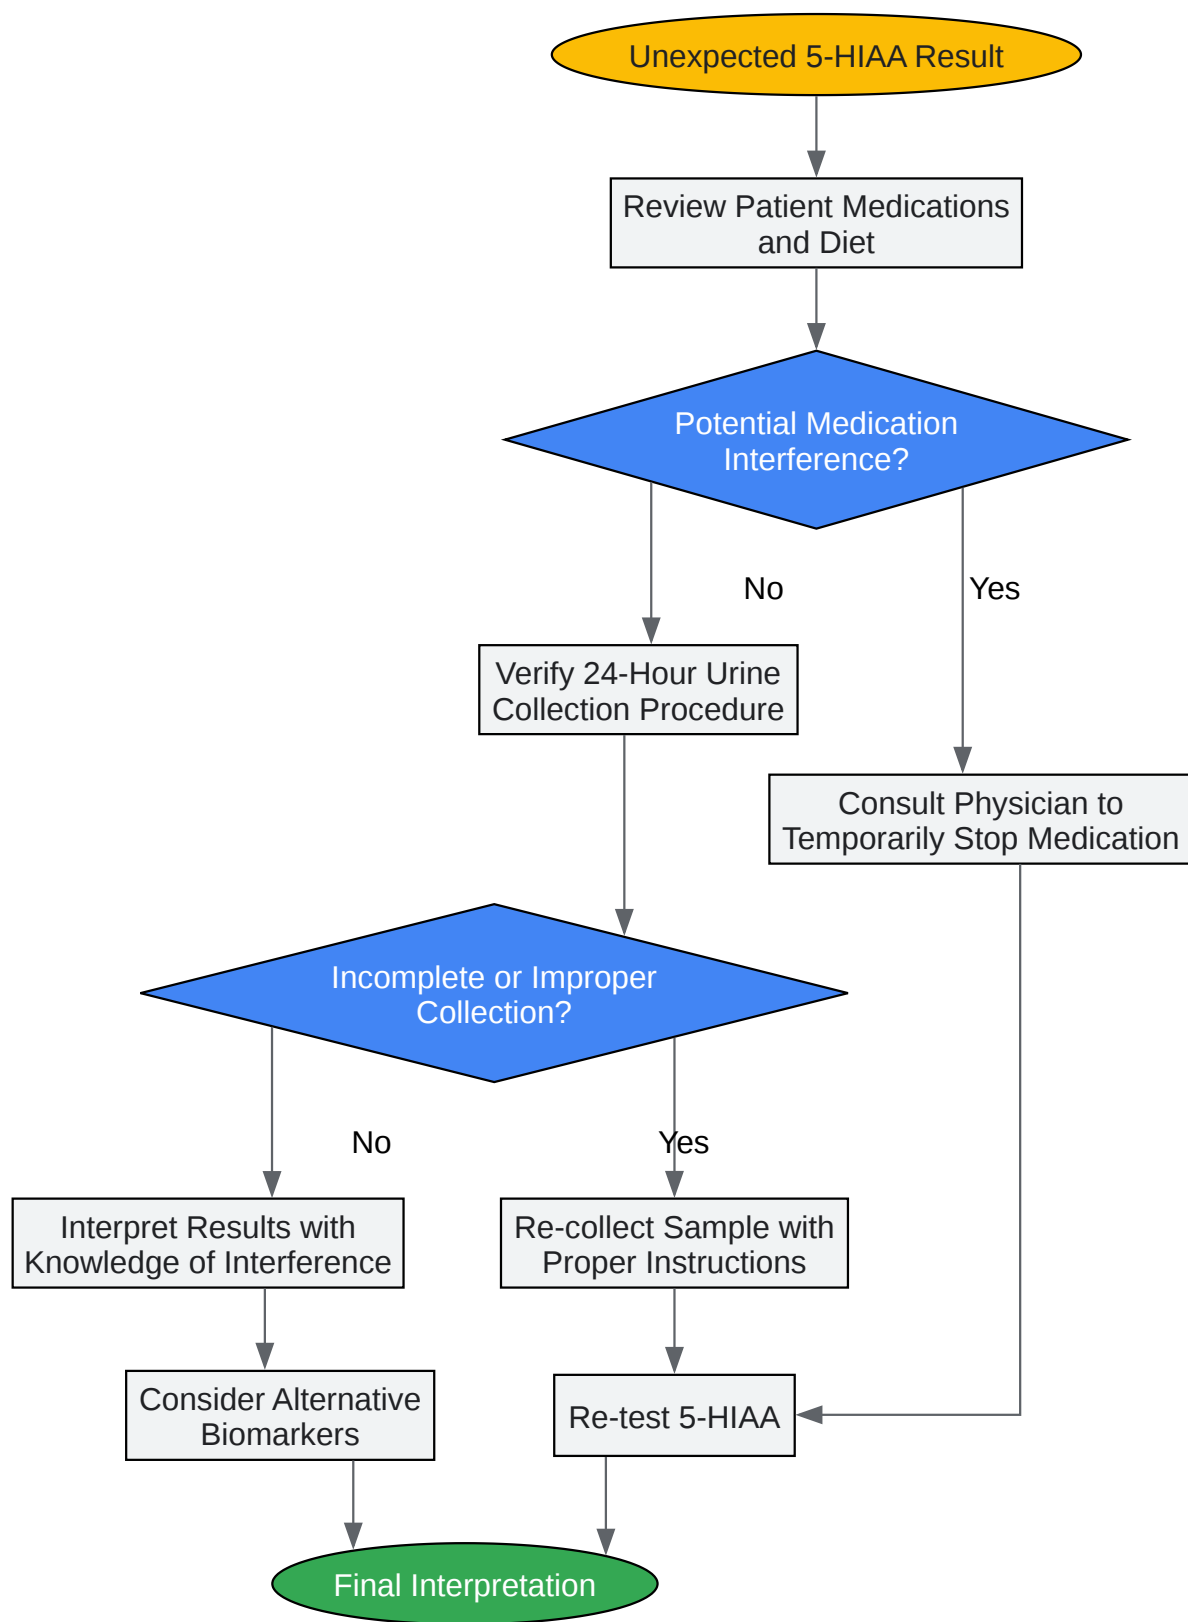 Unexpected 5-HIAA Result
Review Patient Medications
and Diet
Potential Medication
Interference?
No
Yes
Verify 24-Hour Urine
Collection Procedure
Consult Physician to
Temporarily Stop Medication
Incomplete or Improper
Collection?
No
Yes
Interpret Results with
Knowledge of Interference
Re-collect Sample with
Proper Instructions
Consider Alternative
Biomarkers
Re-test 5-HIAA
Final Interpretation